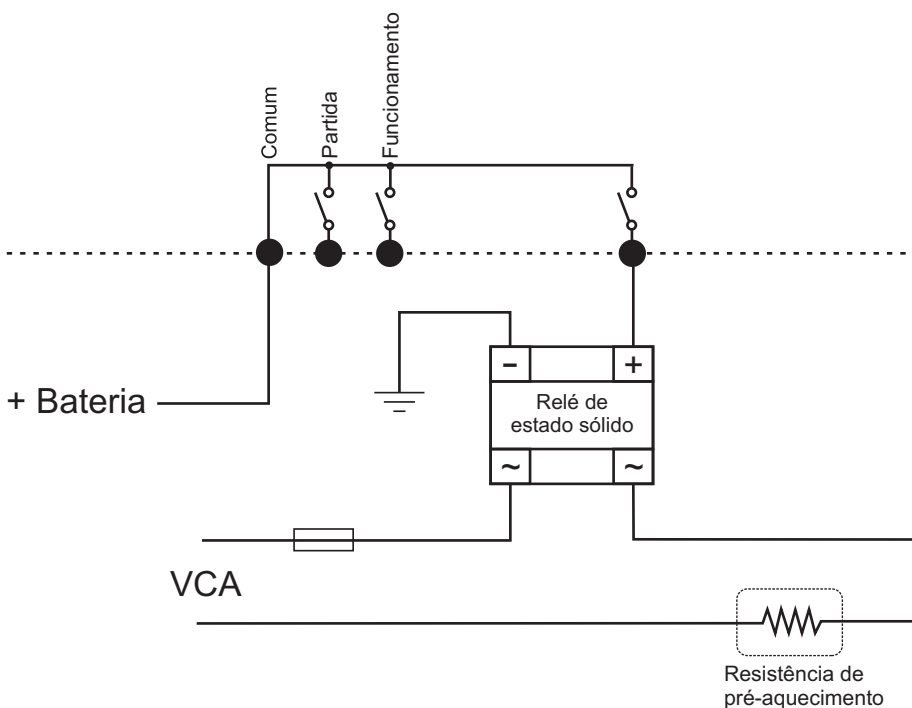 Comum
Partida
Funcionamento
+ Bateria
- +
Relé de
estado sólido
~ ~
VCA
Resistência de
pré-aquecimento